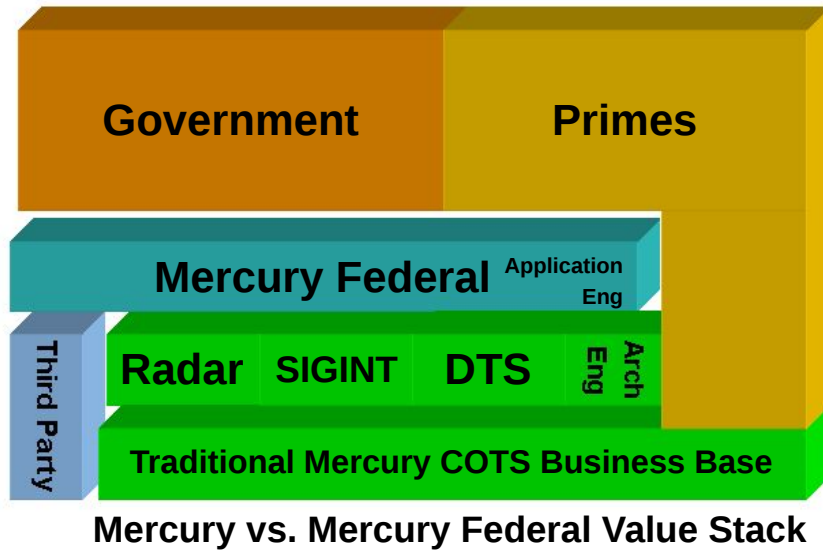 Government
Primes
Mercury Federal
Application
Eng
Third Party
Radar
SIGINT
DTS
Arch
Eng
Traditional Mercury COTS Business Base
Mercury vs. Mercury Federal Value Stack